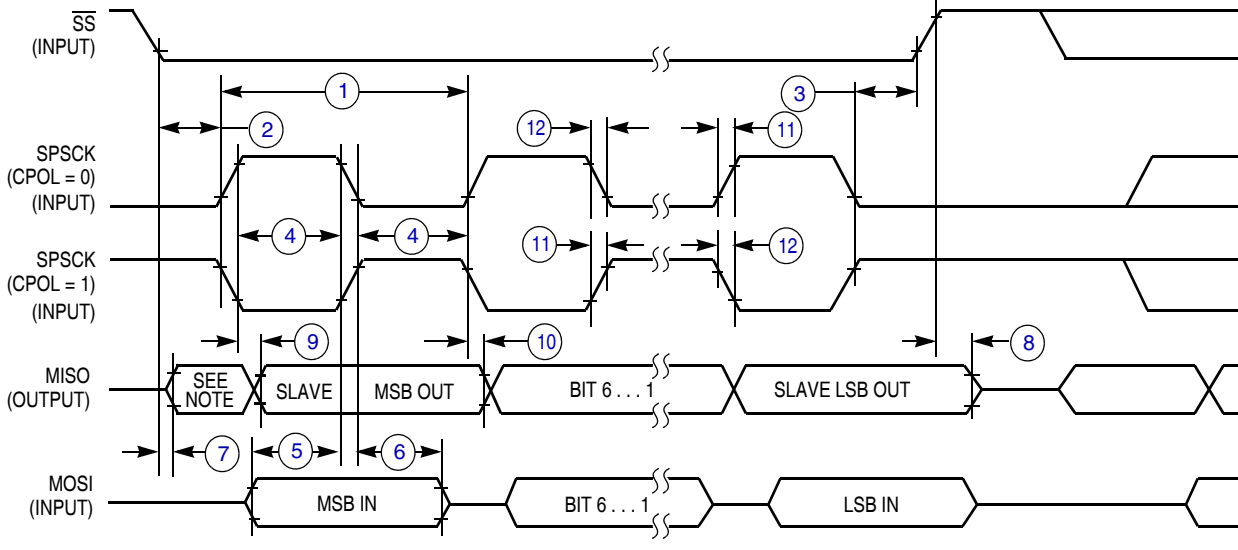 SS
(INPUT)
1
3
2
12
11
SPSCK
(CPOL = 0)
(INPUT)
4
4
11
12
SPSCK
(CPOL = 1)
(INPUT)
9
10
8
MISO
(OUTPUT)
SEE
NOTE
SLAVE
MSB OUT
BIT 6 . . . 1
SLAVE LSB OUT
7
5
6
MOSI
(INPUT)
MSB IN
BIT 6 . . . 1
LSB IN